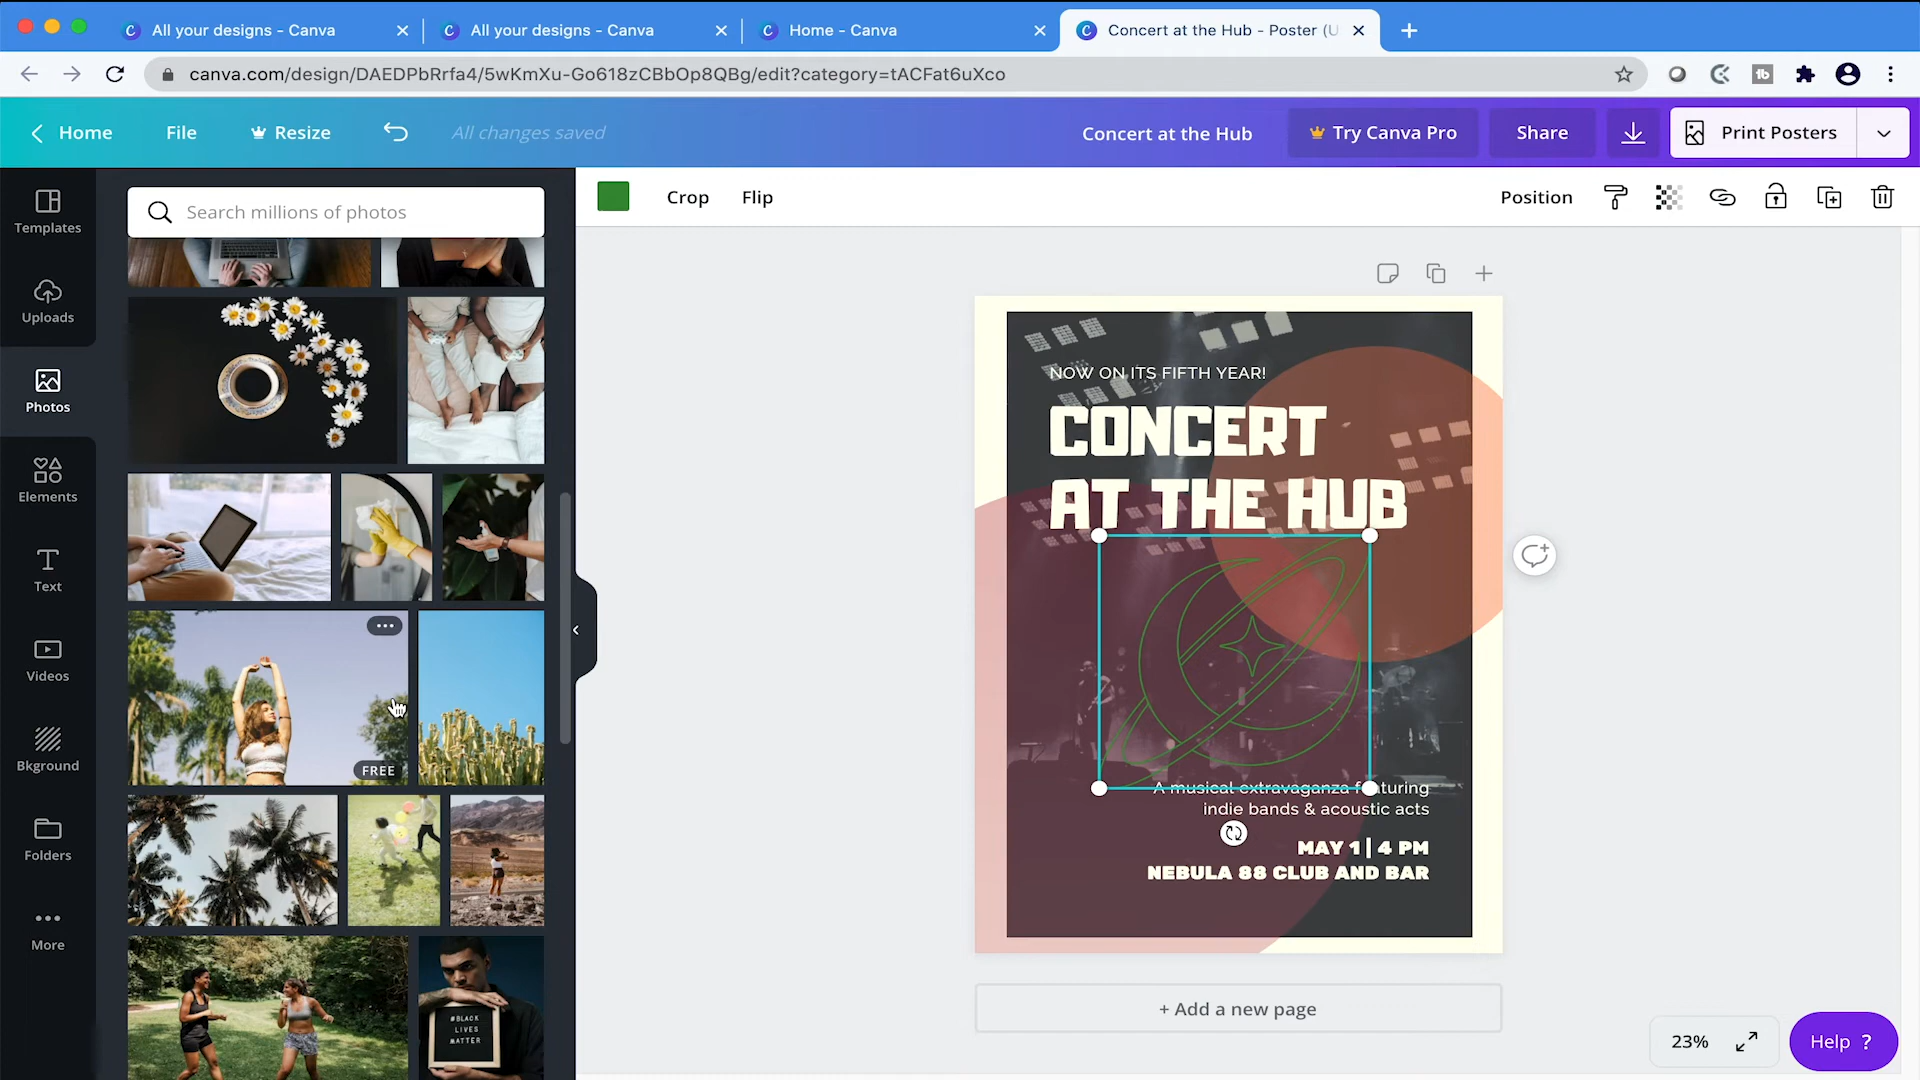 All your designs - Canva
All your designs - Canva
Home - Canva
Concert at the Hub - Poster (U
canva.com/design/DAEDPbRrfa4/5wKmXu-Go618zCBbOp8QBg/edit?category=tACFat6uXco
Home
File
Resize
All changes saved
Concert at the Hub
Try Canva Pro
Share
Print Posters
Templates
Uploads
Photos
Elements
Text
Videos
Bkground
Folders
More
Search millions of photos
FREE
#BLACK
LIVES
MATTER
Crop
Flip
Position
NOW ON ITS FIFTH YEAR!
CONCERT
AT THE HUB
A musical extravaganza featuring
indie bands & acoustic acts
MAY 1 | 4 PM
NEBULA 88 CLUB AND BAR
+ Add a new page
23%
Help ?